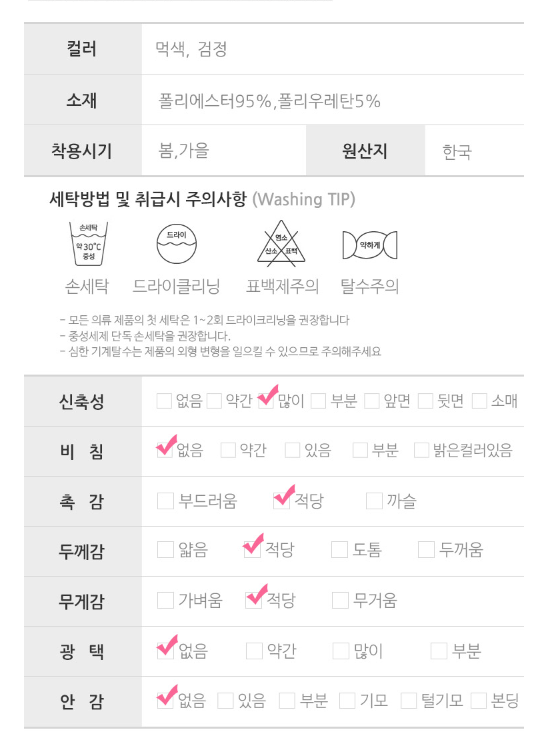 컬러 먹색, 검정
소재 폴리에스터95%,폴리우레탄5%
착용시기 봄,가을 원산지 한국
세탁방법 및 취급시 주의사항 (Washing TIP)
손세탁
약 30°C
중성
드라이
염소
산소 표백
약하게
손세탁 드라이클리닝 표백제주의 탈수주의
- 모든 의류 제품의 첫 세탁은 1~2회 드라이크리닝을 권장합니다
- 중성세제 단독 손세탁을 권장합니다.
- 심한 기계탈수는 제품의 외형 변형을 일으킬 수 있으므로 주의해주세요
신축성 없음 약간 많이 부분 앞면 뒷면 소매
비 침 없음 약간 있음 부분 밝은컬러있음
촉 감 부드러움 적당 까슬
두께감 얇음 적당 도톰 두꺼움
무게감 가벼움 적당 무거움
광 택 없음 약간 많이 부분
안 감 없음 있음 부분 기모 털기모 본딩